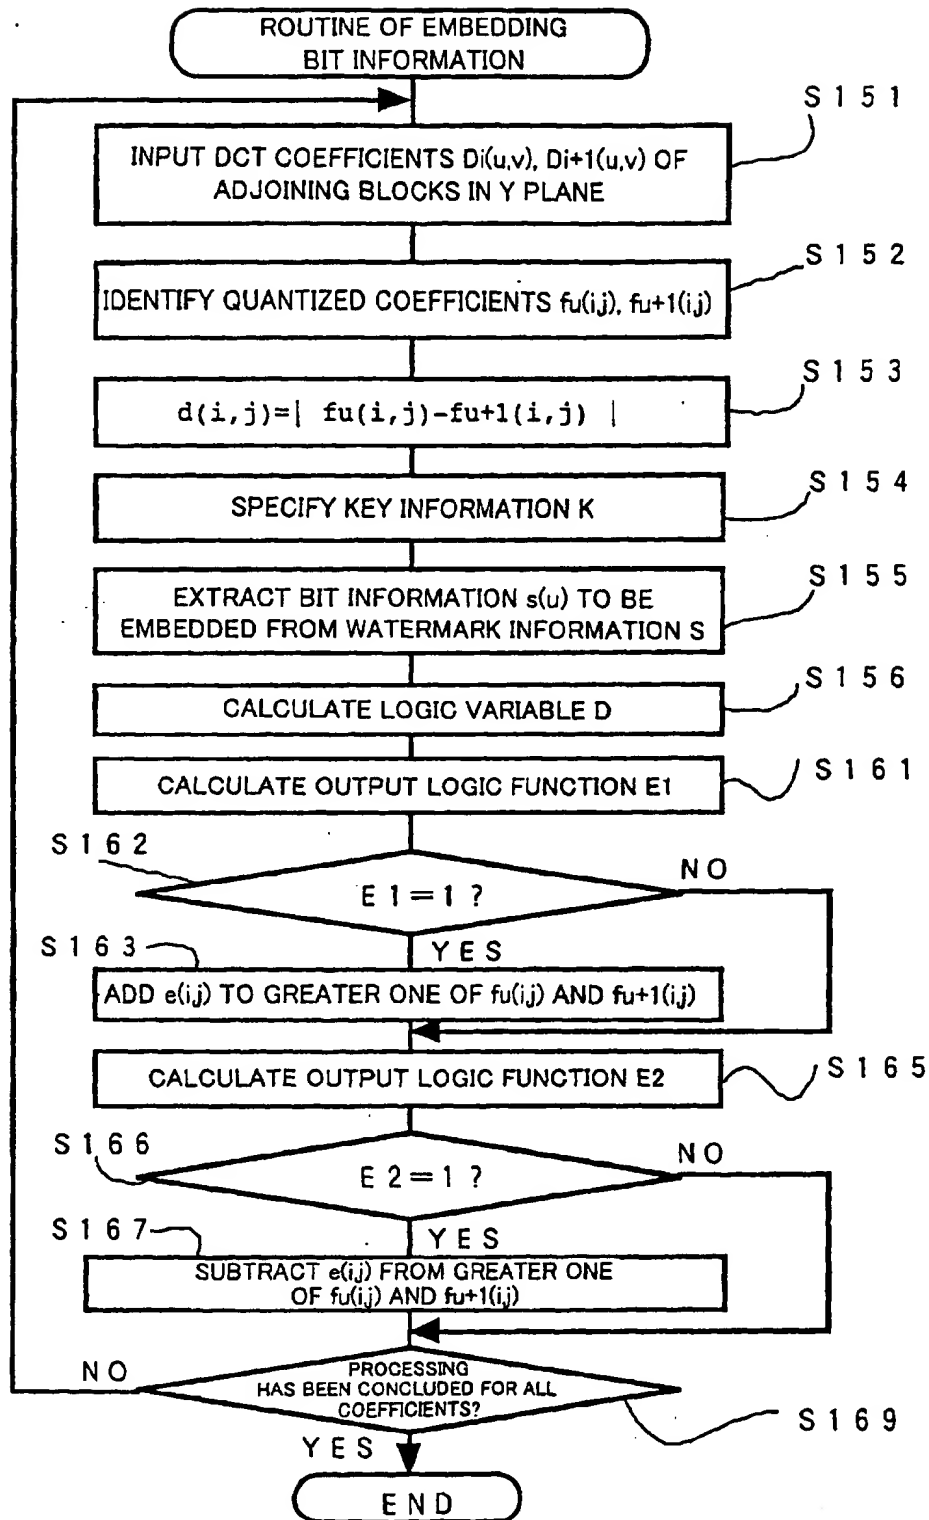 ROUTINE OF EMBEDDING
BIT INFORMATION
S151
INPUT DCT COEFFICIENTS Di(u,v), Di+1(u,v) OF
ADJOINING BLOCKS IN Y PLANE
S152
IDENTIFY QUANTIZED COEFFICIENTS fu(i,j), fu+1(i,j)
S153
d(i,j)=| fu(i,j)-fu+1(i,j) |
S154
SPECIFY KEY INFORMATION K
S155
EXTRACT BIT INFORMATION s(u) TO BE
EMBEDDED FROM WATERMARK INFORMATION S
S156
CALCULATE LOGIC VARIABLE D
S161
CALCULATE OUTPUT LOGIC FUNCTION E1
S162
E1=1 ?
NO
YES
S163
ADD e(i,j) TO GREATER ONE OF fu(i,j) AND fu+1(i,j)
S165
CALCULATE OUTPUT LOGIC FUNCTION E2
S166
E2=1 ?
NO
YES
S167
SUBTRACT e(i,j) FROM GREATER ONE
OF fu(i,j) AND fu+1(i,j)
NO
PROCESSING
HAS BEEN CONCLUDED FOR ALL
COEFFICIENTS?
S169
YES
END